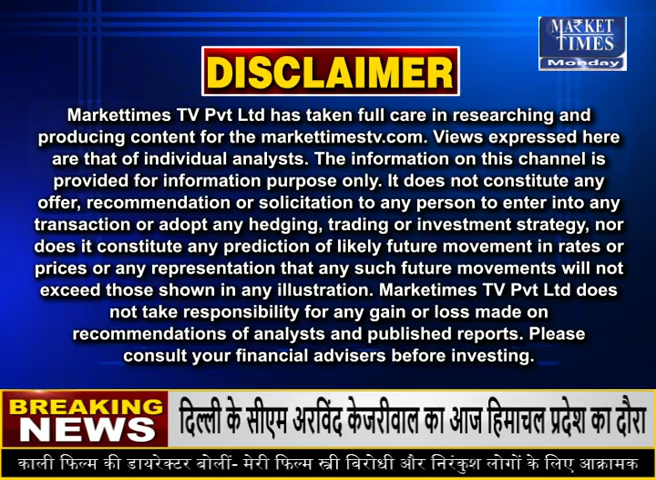 MARKET
TIMES
Monday
DISCLAIMER
Markettimes TV Pvt Ltd has taken full care in researching and
producing content for the markettimestv.com. Views expressed here
are that of individual analysts. The information on this channel is
provided for information purpose only. It does not constitute any
offer, recommendation or solicitation to any person to enter into any
transaction or adopt any hedging, trading or investment strategy, nor
does it constitute any prediction of likely future movement in rates or
prices or any representation that any such future movements will not
exceed those shown in any illustration. Marketimes TV Pvt Ltd does
not take responsibility for any gain or loss made on
recommendations of analysts and published reports. Please
consult your financial advisers before investing.
BREAKING
NEWS
दिल्ली के सीएम अरविंद केजरीवाल का आज हिमाचल प्रदेश का दौरा
काली फिल्म की डायरेक्टर बोलीं- मेरी फिल्म स्त्री विरोधी और निरंकुश लोगों के लिए आक्रामक